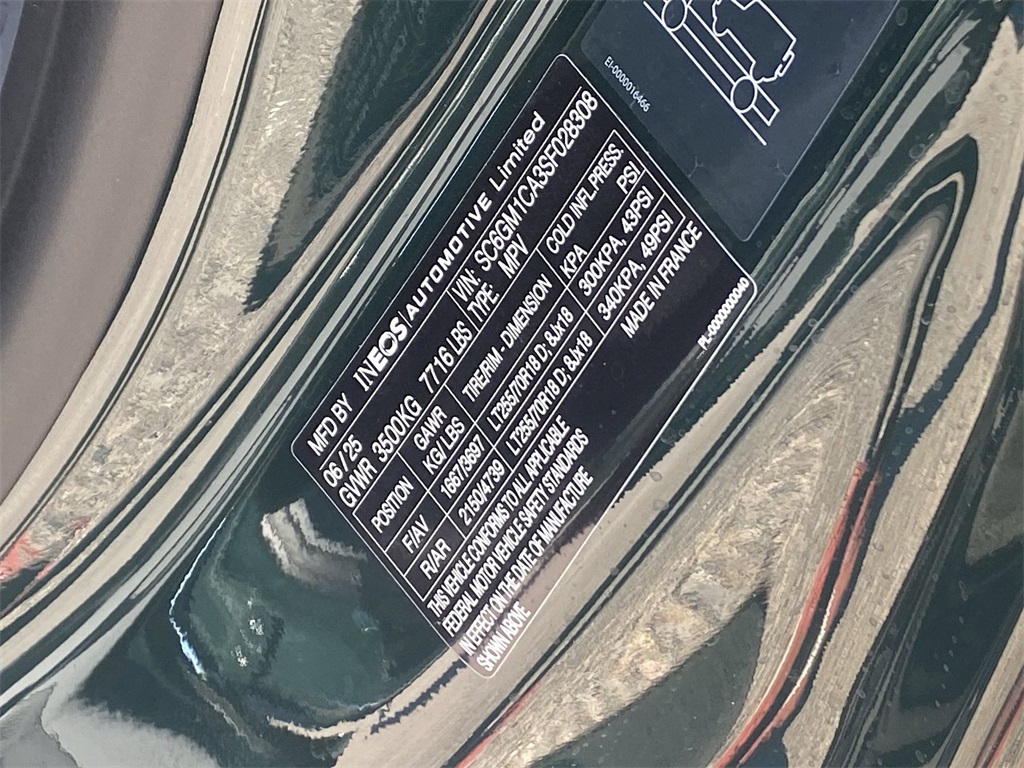 EI-0000016466
MFD BY INEOS AUTOMOTIVE Limited
06 / 25 VIN: SC6GM1CA3SF028308
GVWR 3500KG 7716 LBS TYPE: MPV
POSITION GAWR KG/LBS TIRE/RIM - DIMENSION COLD INFL.PRESS: KPA PSI
F/AV 1667/3697 LT255/70R18 D; 8Jx18 300KPA, 43PSI
R/AR 2150/4739 LT255/70R18 D; 8Jx18 340KPA, 49PSI
THIS VEHICLE CONFORMS TO ALL APPLICABLE MADE IN FRANCE
FEDERAL MOTOR VEHICLE SAFETY STANDARDS
IN EFFECT ON THE DATE OF MANUFACTURE
SHOWN ABOVE